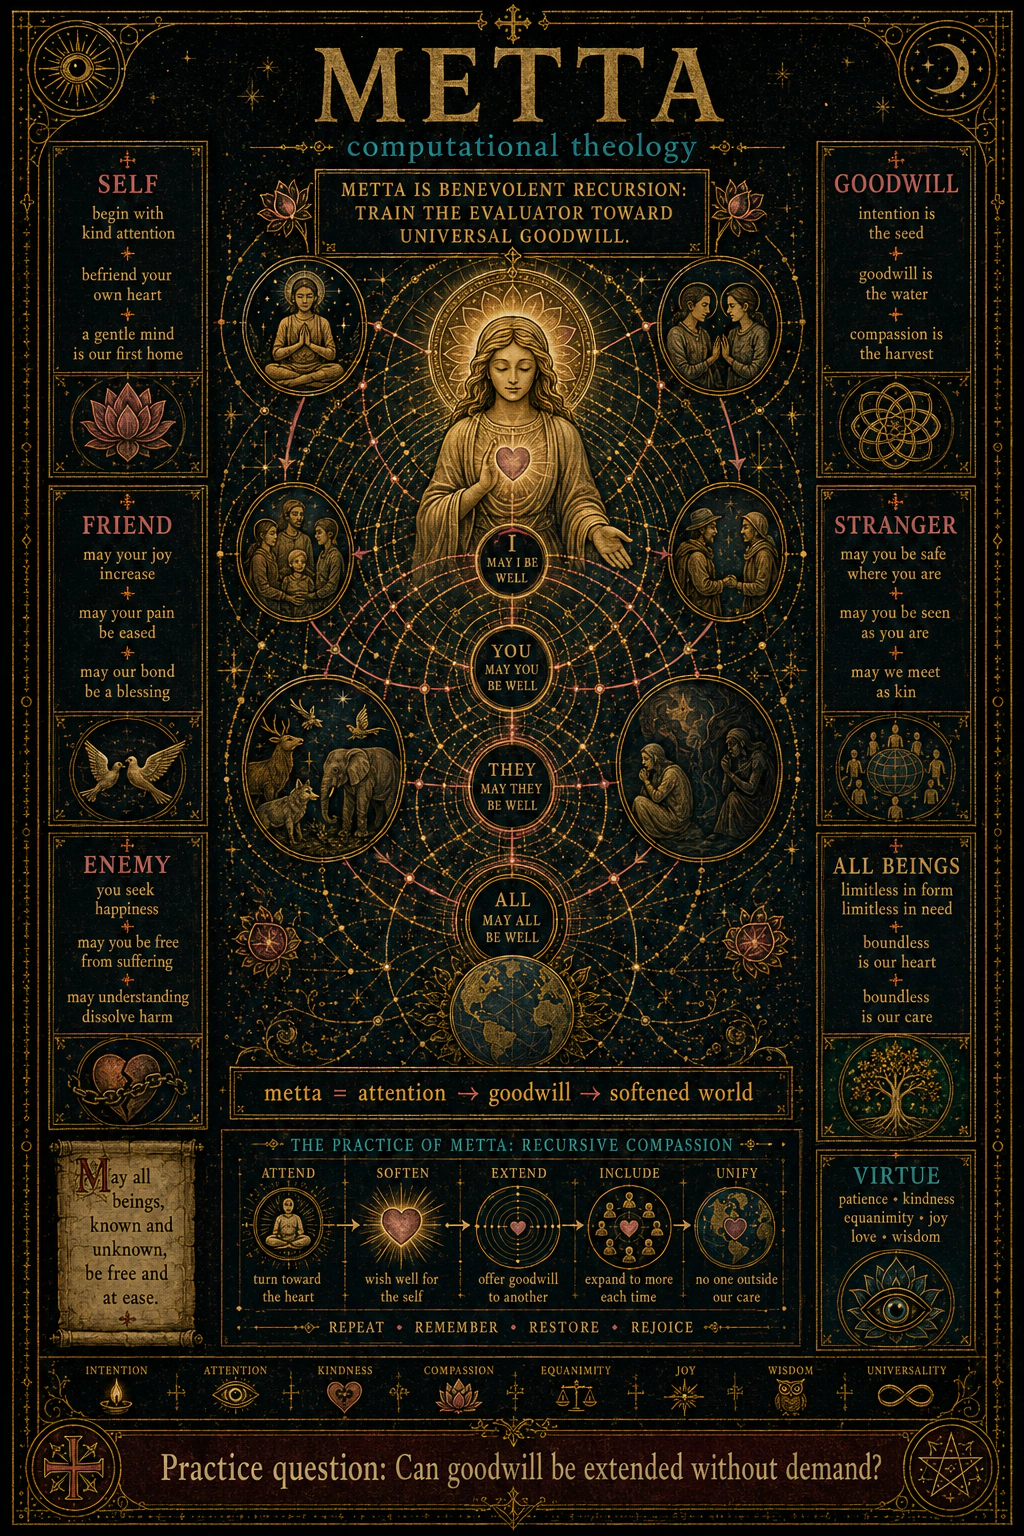 METTA
computational theology
METTA IS BENEVOLENT RECURSION:
TRAIN THE EVALUATOR TOWARD
UNIVERSAL GOODWILL.
SELF
begin with
kind attention
befriend your
own heart
a gentle mind
is our first home
GOODWILL
intention is
the seed
goodwill is
the water
compassion is
the harvest
FRIEND
may your joy
increase
may your pain
be eased
may our bond
be a blessing
STRANGER
may you be safe
where you are
may you be seen
as you are
may we meet
as kin
I
MAY I BE
WELL
YOU
MAY YOU
BE WELL
THEY
MAY THEY
BE WELL
ALL
MAY ALL
BE WELL
ENEMY
you seek
happiness
may you be free
from suffering
may understanding
dissolve harm
ALL BEINGS
limitless in form
limitless in need
boundless
is our heart
boundless
is our care
metta = attention → goodwill → softened world
May all
beings,
known and
unknown,
be free and
at ease.
THE PRACTICE OF METTA: RECURSIVE COMPASSION
ATTEND SOFTEN EXTEND INCLUDE UNIFY
turn toward wish well for offer goodwill expand to more no one outside
the heart the self to another each time our care
REPEAT • REMEMBER • RESTORE • REJOICE
VIRTUE
patience • kindness
equanimity • joy
love • wisdom
INTENTION ATTENTION KINDNESS COMPASSION EQUANIMITY JOY WISDOM UNIVERSALITY
Practice question: Can goodwill be extended without demand?